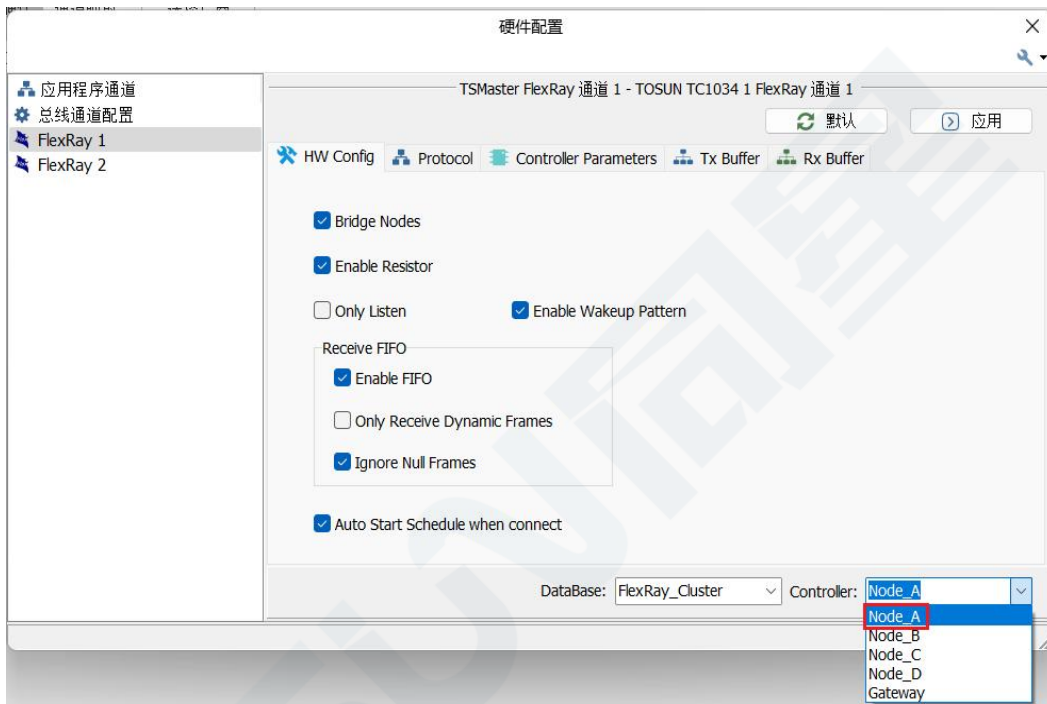 硬件配置
应用程序通道
总线通道配置
FlexRay 1
FlexRay 2
TSMaster FlexRay 通道 1 - TOSUN TC1034 1 FlexRay 通道 1
默认 应用
HW Config Protocol Controller Parameters Tx Buffer Rx Buffer
Bridge Nodes
Enable Resistor
Only Listen Enable Wakeup Pattern
Receive FIFO
Enable FIFO
Only Receive Dynamic Frames
Ignore Null Frames
Auto Start Schedule when connect
DataBase: FlexRay_Cluster Controller: Node_A
Node_A
Node_B
Node_C
Node_D
Gateway